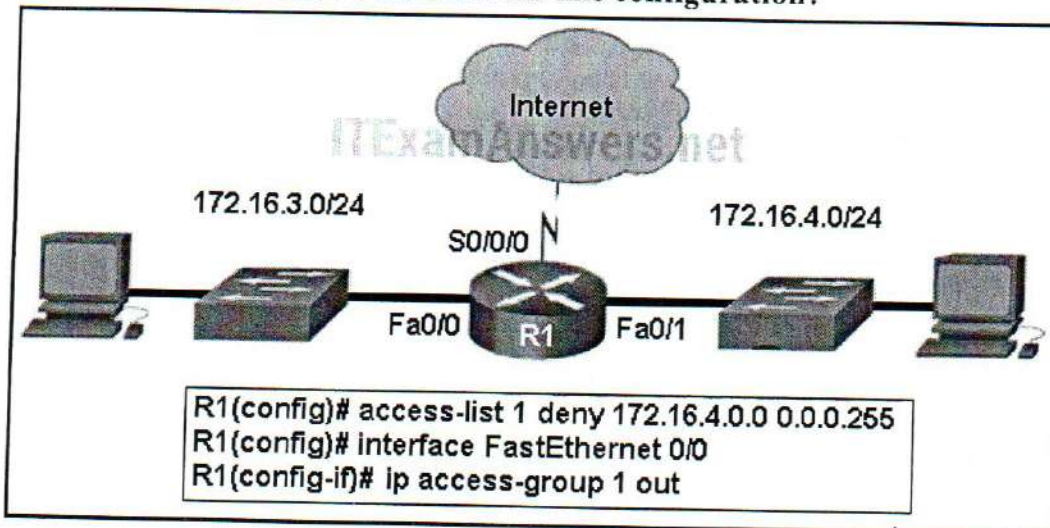 configuration?
Internet
ITExamAnswers.net
172.16.3.0/24
172.16.4.0/24
S0/0/0
Fa0/0
R1
Fa0/1
R1(config)# access-list 1 deny 172.16.4.0.0 0.0.0.255
R1(config)# interface FastEthernet 0/0
R1(config-if)# ip access-group 1 out